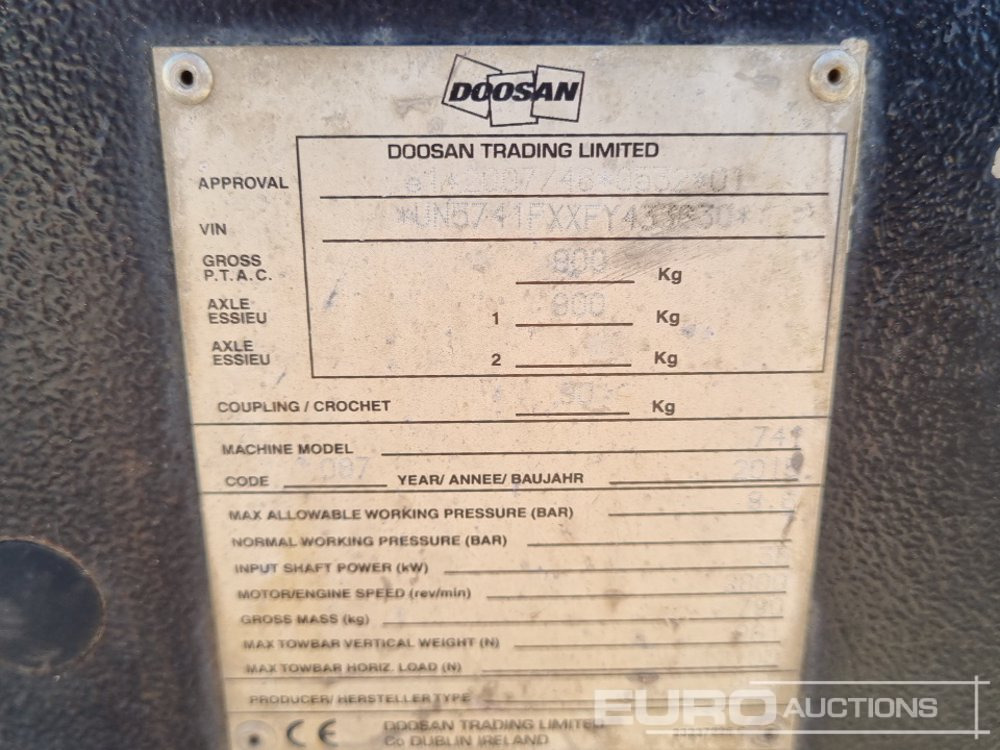 DOOSAN
DOOSAN TRADING LIMITED
APPROVAL
VIN *UN5741FXXFY433030*
GROSS
P.T.A.C. 800 Kg
AXLE
ESSIEU 1 800 Kg
AXLE
ESSIEU 2 Kg
COUPLING / CROCHET Kg
MACHINE MODEL
CODE YEAR/ ANNEE/ BAUJAHR
MAX ALLOWABLE WORKING PRESSURE (BAR)
NORMAL WORKING PRESSURE (BAR)
INPUT SHAFT POWER (kW)
MOTOR/ENGINE SPEED (rev/min)
GROSS MASS (kg)
MAX TOWBAR VERTICAL WEIGHT (N)
MAX TOWBAR HORIZ. LOAD (N)
PRODUCER/ HERSTELLER TYPE
CE DOOSAN TRADING LIMITED
Co DUBLIN IRELAND
EURO AUCTIONS